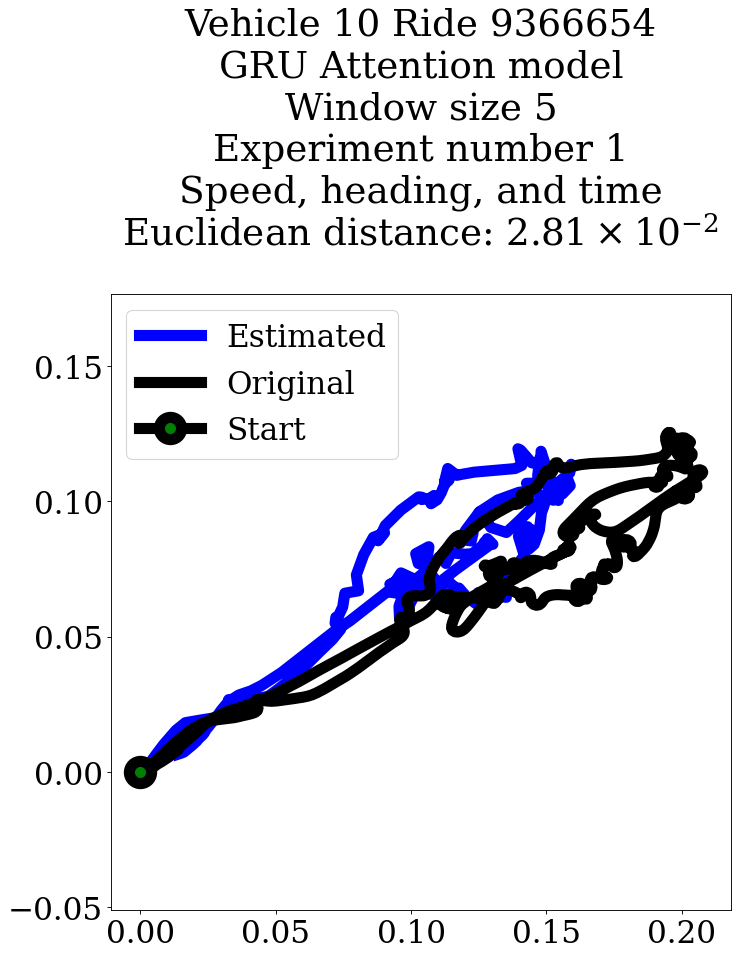 Vehicle 10 Ride 9366654
GRU Attention model
Window size 5
Experiment number 1
Speed, heading, and time
Euclidean distance: 2.81 × 10⁻²
Estimated
Original
Start
0.15
0.10
0.05
0.00
−0.05
0.00 0.05 0.10 0.15 0.20